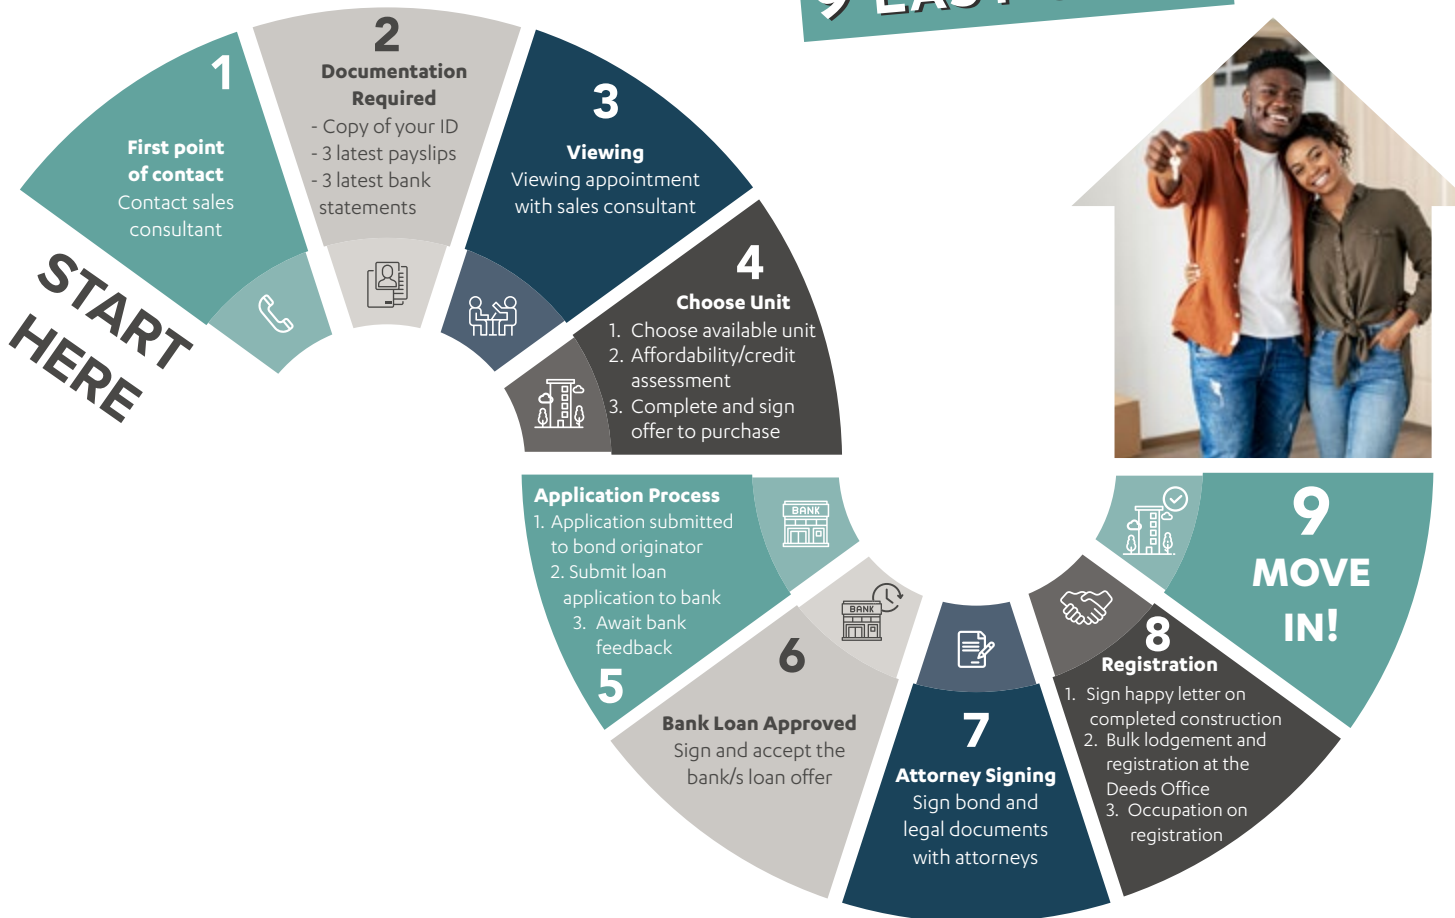 9 EASY
START
HERE
1
First point
of contact
Contact sales
consultant
2
Documentation
Required
- Copy of your ID
- 3 latest payslips
- 3 latest bank
statements
3
Viewing
Viewing appointment
with sales consultant
4
Choose Unit
1. Choose available unit
2. Affordability/credit
assessment
3. Complete and sign
offer to purchase
Application Process
1. Application submitted
to bond originator
2. Submit loan
application to bank
3. Await bank
feedback
5
BANK
BANK
6
Bank Loan Approved
Sign and accept the
bank/s loan offer
7
Attorney Signing
Sign bond and
legal documents
with attorneys
8
Registration
1. Sign happy letter on
completed construction
2. Bulk lodgement and
registration at the
Deeds Office
3. Occupation on
registration
9
MOVE
IN!